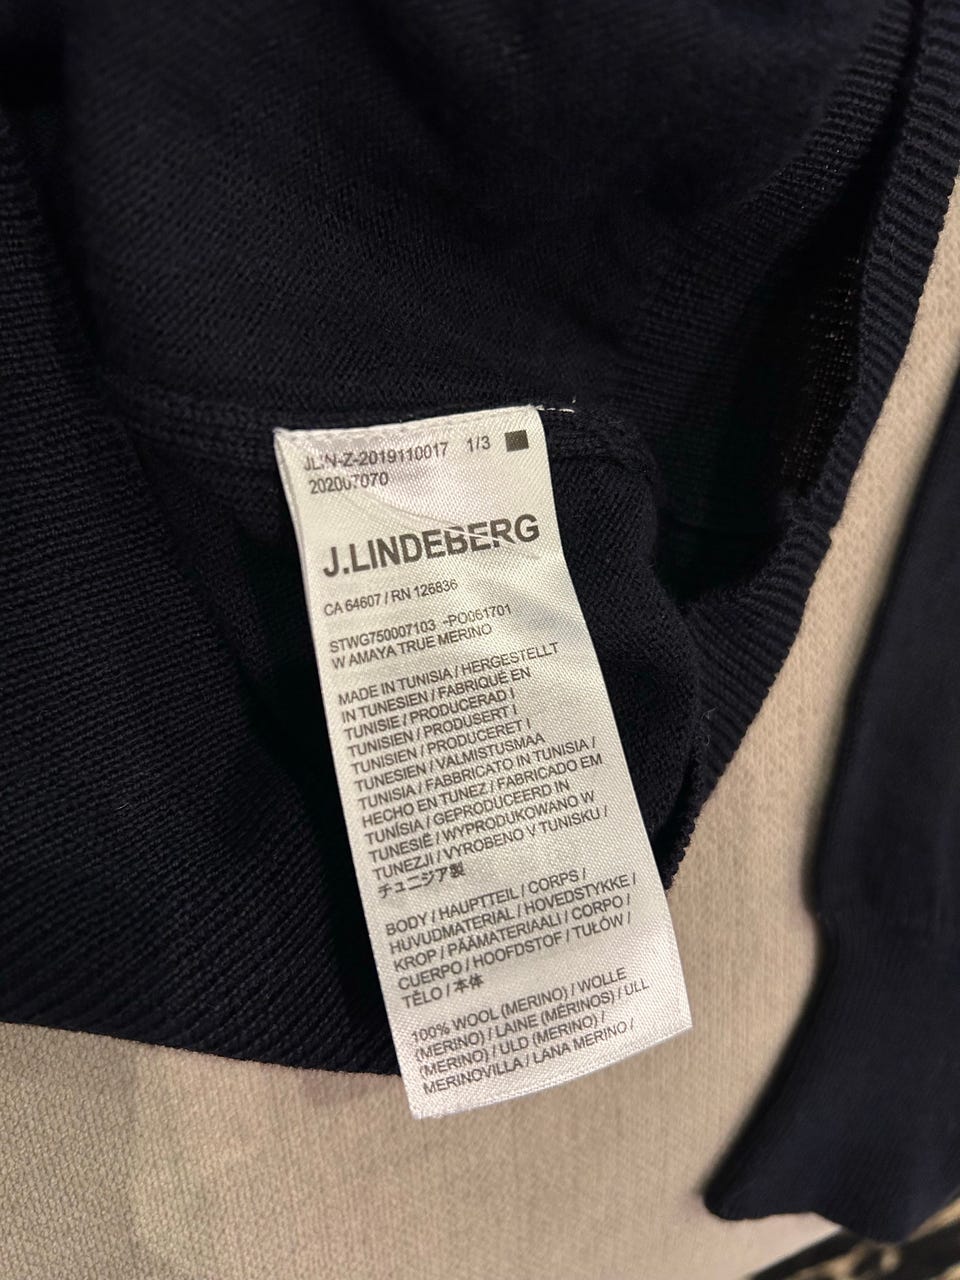 JLIN-Z-2019110017 1/3
202007070
J.LINDEBERG
CA 64607 / RN 126836
STWG750007103 -PO061701
W AMAYA TRUE MERINO
MADE IN TUNISIA / HERGESTELLT
IN TUNESIEN / FABRIQUÉ EN
TUNISIE / PRODUCERAD I
TUNISIEN / PRODUSERT I
TUNISIEN / PRODUCERET I
TUNESIEN / VALMISTUSMAA
TUNISIA / FABBRICATO IN TUNISIA /
HECHO EN TUNEZ / FABRICADO EM
TUNÍSIA / GEPRODUCEERD IN
TUNESIË / WYPRODUKOWANO W
TUNEZJI / VYROBENO V TUNISKU /
チュニジア製
BODY / HAUPTTEIL / CORPS /
HUVUDMATERIAL / HOVEDSTYKKE /
KROP / PÄÄMATERIAALI / CORPO /
CUERPO / HOOFDSTOF / TUŁÓW /
TĚLO / 本体
100% WOOL (MERINO) / WOLLE
(MERINO) / LAINE (MÉRINOS) / ULL
(MERINO) / ULD (MERINO) /
MERINOVILLA / LANA MERINO /